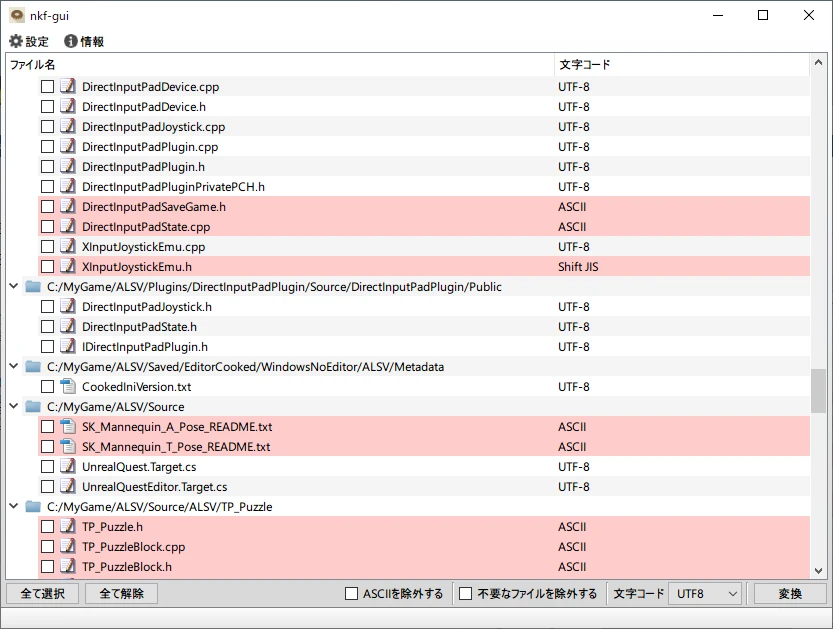 nkf-gui
設定 情報
ファイル名 文字コード
DirectInputPadDevice.cpp UTF-8
DirectInputPadDevice.h UTF-8
DirectInputPadJoystick.cpp UTF-8
DirectInputPadPlugin.cpp UTF-8
DirectInputPadPlugin.h UTF-8
DirectInputPadPluginPrivatePCH.h UTF-8
DirectInputPadSaveGame.h ASCII
DirectInputPadState.cpp ASCII
XInputJoystickEmu.cpp UTF-8
XInputJoystickEmu.h Shift JIS
C:/MyGame/ALSV/Plugins/DirectInputPadPlugin/Source/DirectInputPadPlugin/Public
DirectInputPadJoystick.h UTF-8
DirectInputPadState.h UTF-8
IDirectInputPadPlugin.h UTF-8
C:/MyGame/ALSV/Saved/EditorCooked/WindowsNoEditor/ALSV/Metadata
CookedIniVersion.txt UTF-8
C:/MyGame/ALSV/Source
SK_Mannequin_A_Pose_README.txt ASCII
SK_Mannequin_T_Pose_README.txt ASCII
UnrealQuest.Target.cs UTF-8
UnrealQuestEditor.Target.cs UTF-8
C:/MyGame/ALSV/Source/ALSV/TP_Puzzle
TP_Puzzle.h ASCII
TP_PuzzleBlock.cpp ASCII
TP_PuzzleBlock.h ASCII
全て選択 全て解除 ASCIIを除外する 不要なファイルを除外する 文字コード UTF8 変換